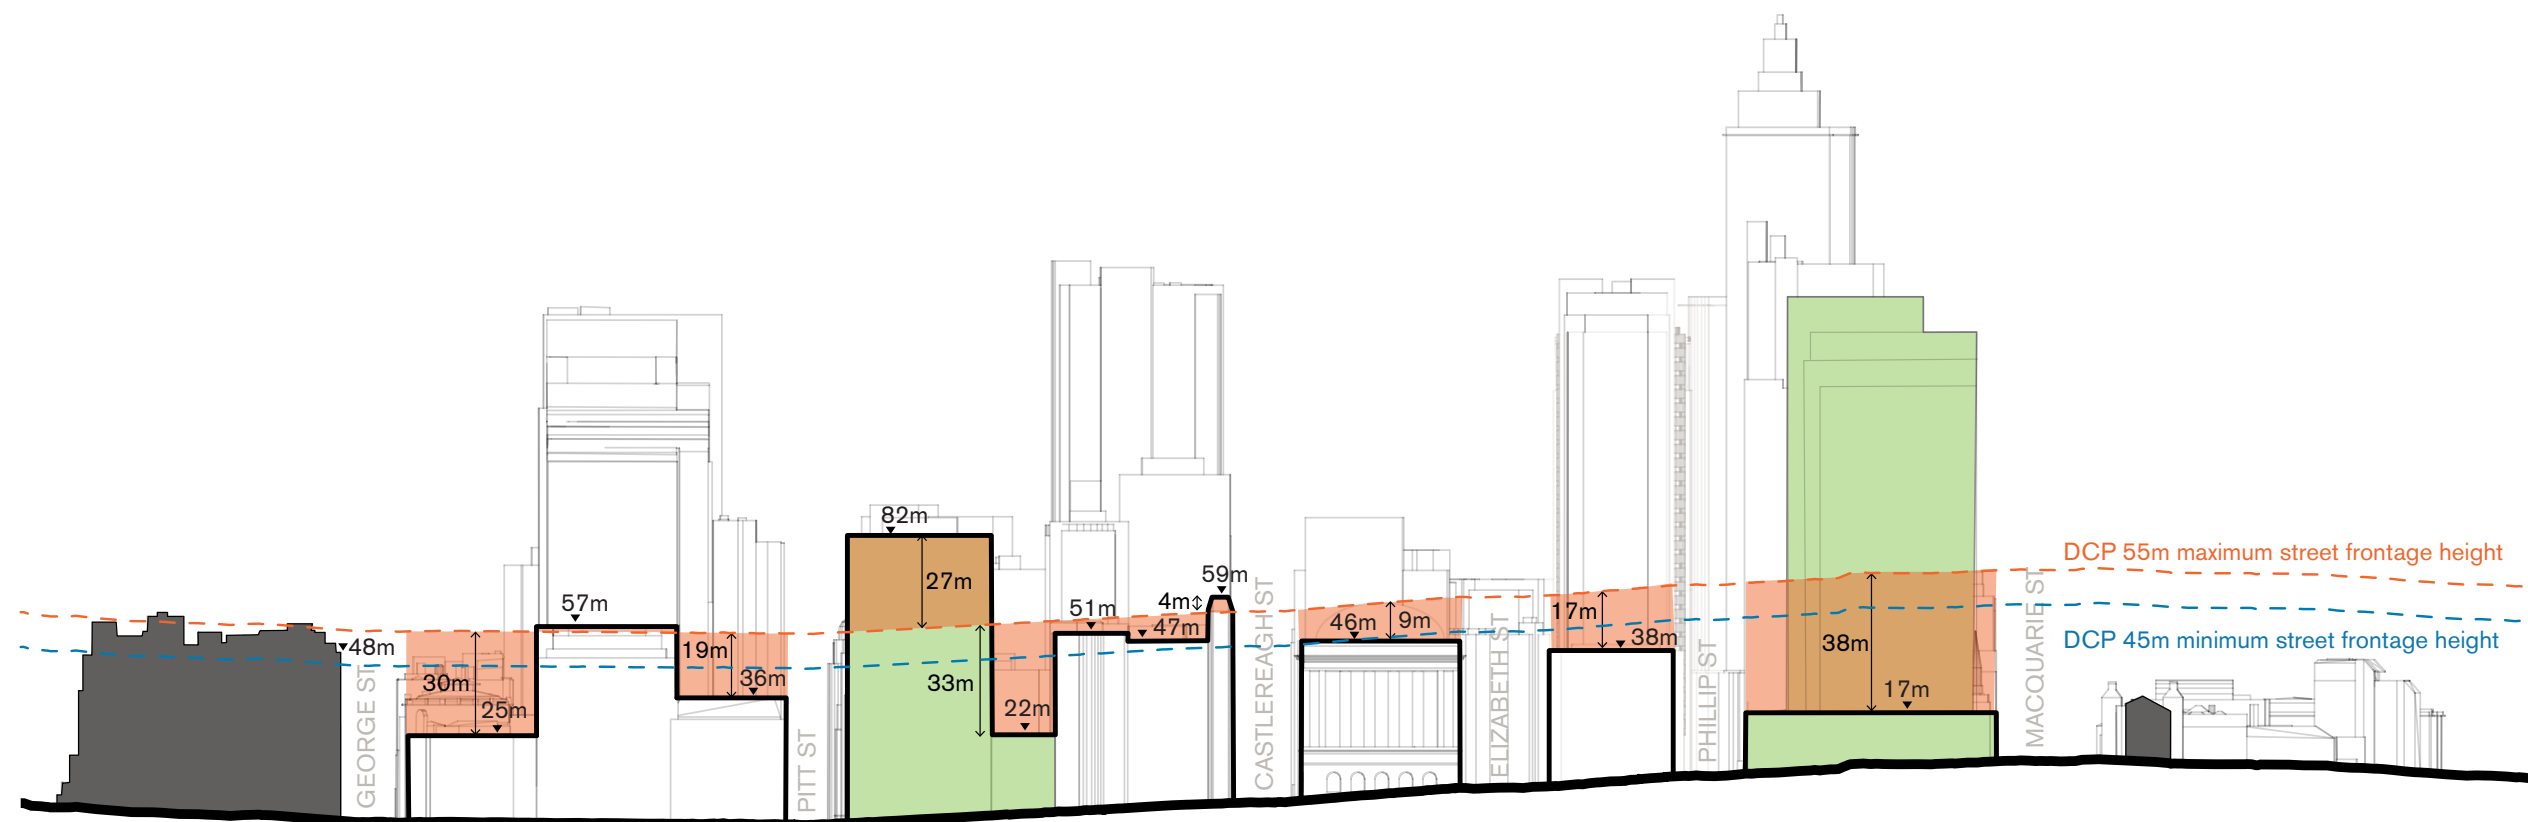 48m
GEORGE ST
30m
25m
57m
19m
36m
PITT ST
82m
27m
33m
22m
51m
47m
4m
59m
CASTLEREAGH ST
46m
9m
ELIZABETH ST
17m
38m
PHILLIP ST
38m
17m
MACQUARIE ST
DCP 55m maximum street frontage height
DCP 45m minimum street frontage height